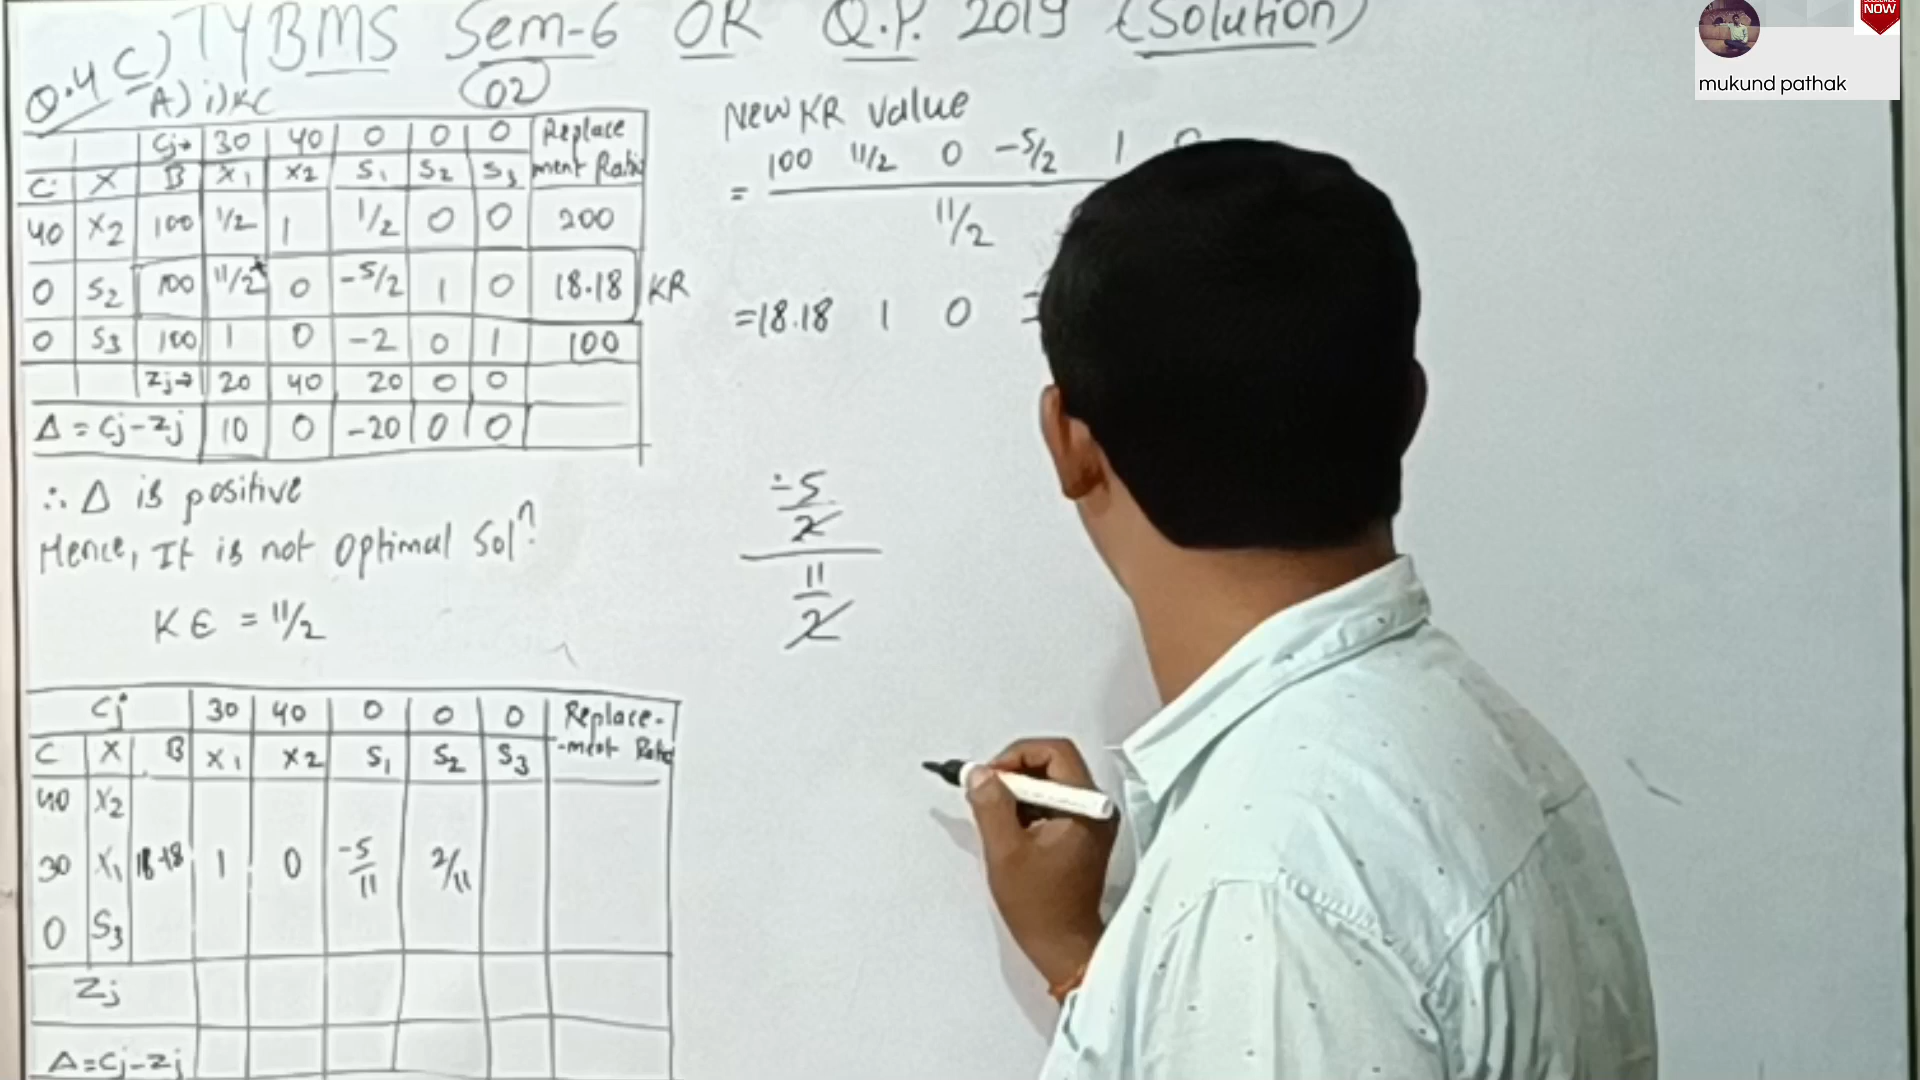 TYBMS Sem-6 OR Q.P. 2019 (Solution)
Q.4 C)
A) i) KC
02
Cj→ 30 40 0 0 0 Replace
C X B X1 X2 S1 S2 S3 ment Ratio
40 X2 100 1/2 1 1/2 0 0 200
0 S2 100 11/2* 0 -5/2 1 0 18.18 KR
0 S3 100 1 0 -2 0 1 100
Zj→ 20 40 20 0 0
Δ = Cj-Zj 10 0 -20 0 0
∴ Δ is positive
Hence, It is not optimal Solⁿ
KE = 11/2
Cj 30 40 0 0 0 Replace-
C X B X1 X2 S1 S2 S3 -ment Ratio
40 X2
30 X1 18.18 1 0 -5/11 2/11
0 S3
Zj
Δ=Cj-Zj
New KR value
= 100 11/2 0 -5/2 1
11/2
=18.18 1 0
-5
2
11
2
NOW
mukund pathak